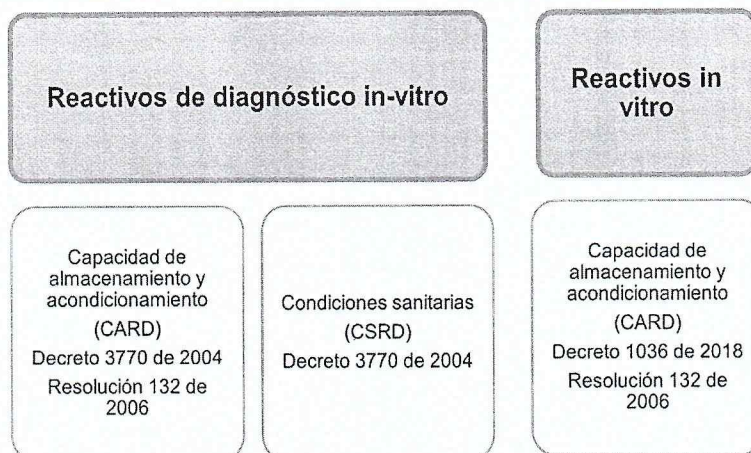 Reactivos de diagnóstico in-vitro
Reactivos in
vitro
Capacidad de
almacenamiento y
acondicionamiento
(CARD)
Decreto 3770 de 2004
Resolución 132 de
2006
Condiciones sanitarias
(CSRD)
Decreto 3770 de 2004
Capacidad de
almacenamiento y
acondicionamiento
(CARD)
Decreto 1036 de 2018
Resolución 132 de
2006